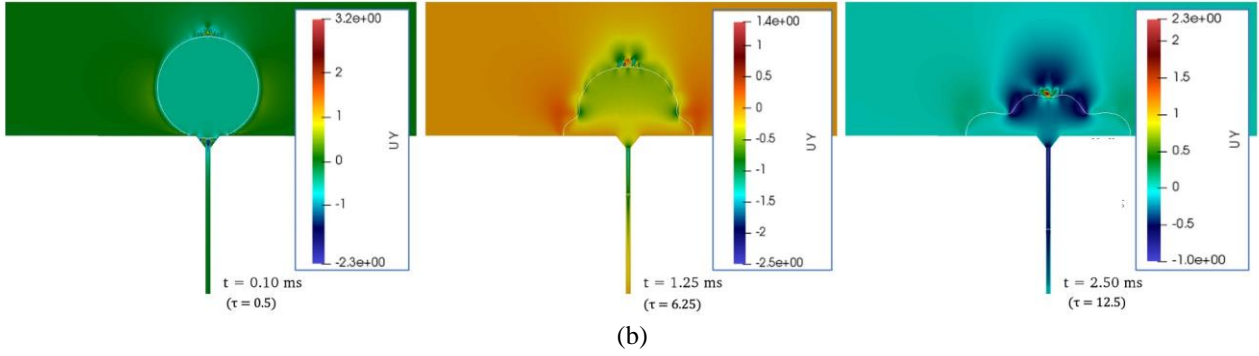 3.2e+00
2
1
0
-1
-2.3e+00
UY
t = 0.10 ms
(τ = 0.5)
1.4e+00
1
0.5
0
-0.5
-1
-1.5
-2
-2.5e+00
UY
t = 1.25 ms
(τ = 6.25)
2.3e+00
2
1.5
1
0.5
0
-0.5
-1.0e+00
UY
t = 2.50 ms
(τ = 12.5)
(b)